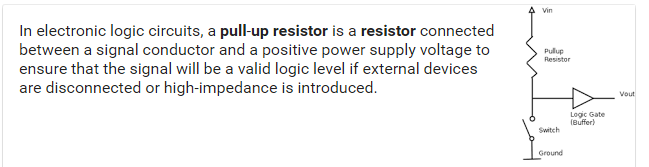 In electronic logic circuits, a pull-up resistor is a resistor connected
between a signal conductor and a positive power supply voltage to
ensure that the signal will be a valid logic level if external devices
are disconnected or high-impedance is introduced.
Vin
Pullup
Resistor
Vout
Logic Gate
(Buffer)
Switch
Ground